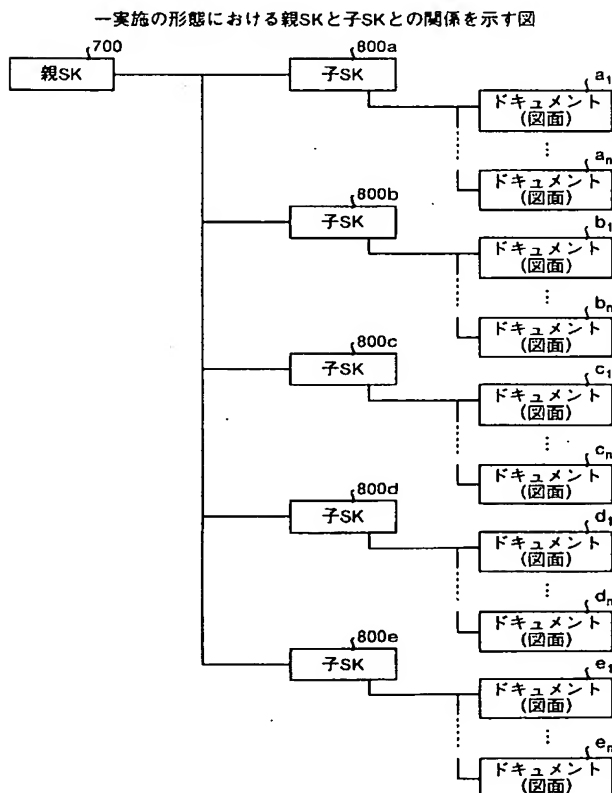 一実施の形態における親SKと子SKとの関係を示す図
700
親SK
800a
子SK
a1
ドキュメント
(図面)
an
ドキュメント
(図面)
800b
子SK
b1
ドキュメント
(図面)
bn
ドキュメント
(図面)
800c
子SK
c1
ドキュメント
(図面)
cn
ドキュメント
(図面)
800d
子SK
d1
ドキュメント
(図面)
dn
ドキュメント
(図面)
800e
子SK
e1
ドキュメント
(図面)
en
ドキュメント
(図面)